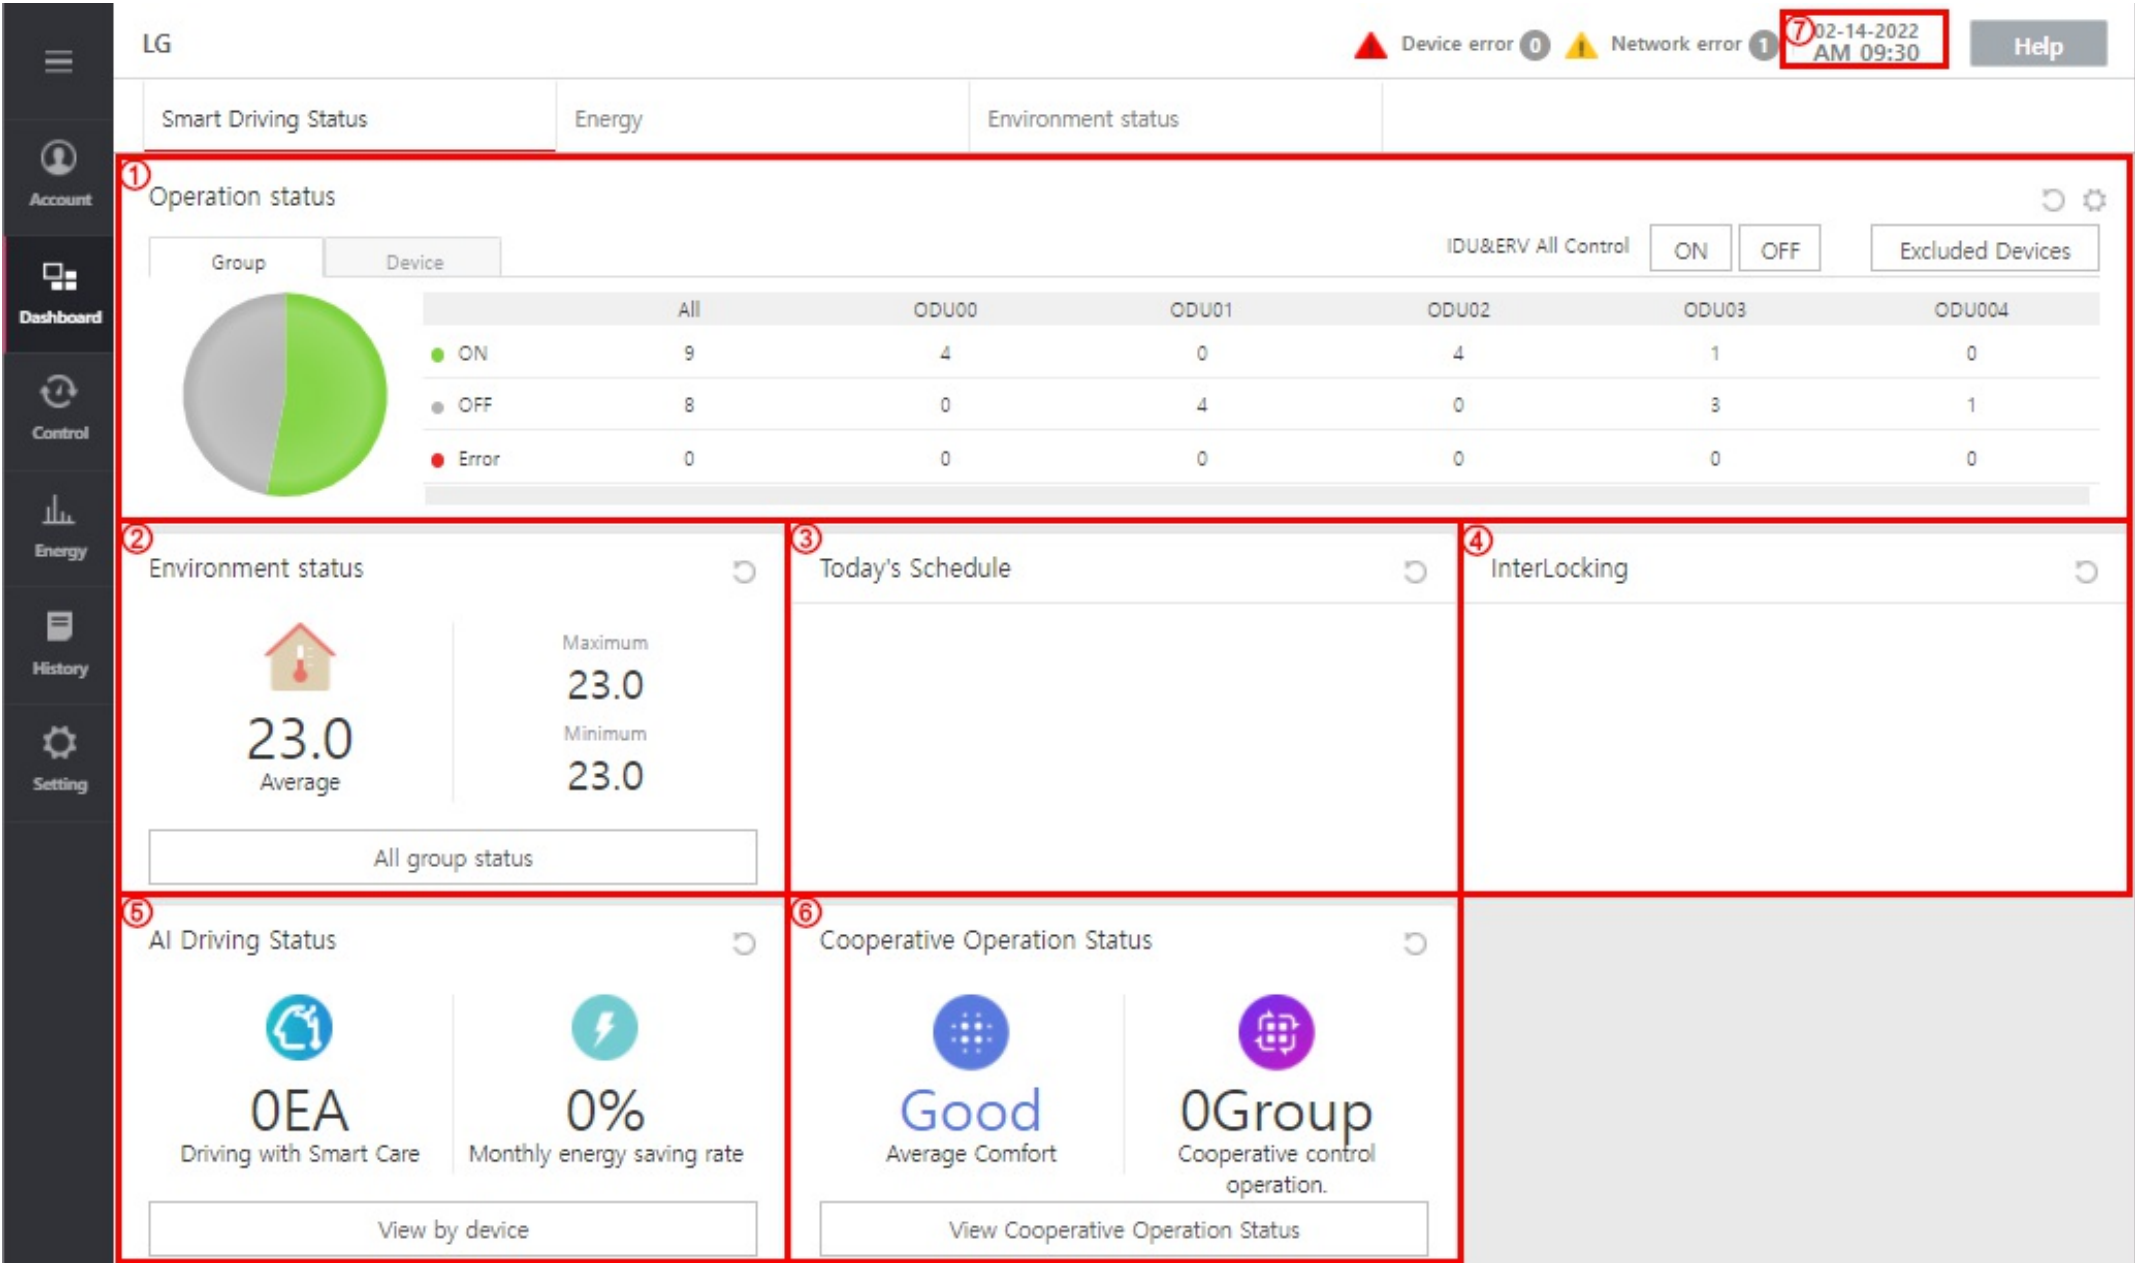 LG
Device error 0 Network error 1
⑦ 02-14-2022
AM 09:30
Help
Account
Dashboard
Control
Energy
History
Setting
Smart Driving Status Energy Environment status
① Operation status
Group Device
IDU&ERV All Control ON OFF Excluded Devices
All ODU00 ODU01 ODU02 ODU03 ODU004
ON 9 4 0 4 1 0
OFF 8 0 4 0 3 1
Error 0 0 0 0 0 0
② Environment status
23.0
Average
Maximum
23.0
Minimum
23.0
All group status
③ Today's Schedule
④ InterLocking
⑤ AI Driving Status
0EA
Driving with Smart Care
0%
Monthly energy saving rate
View by device
⑥ Cooperative Operation Status
Good
Average Comfort
0Group
Cooperative control
operation.
View Cooperative Operation Status